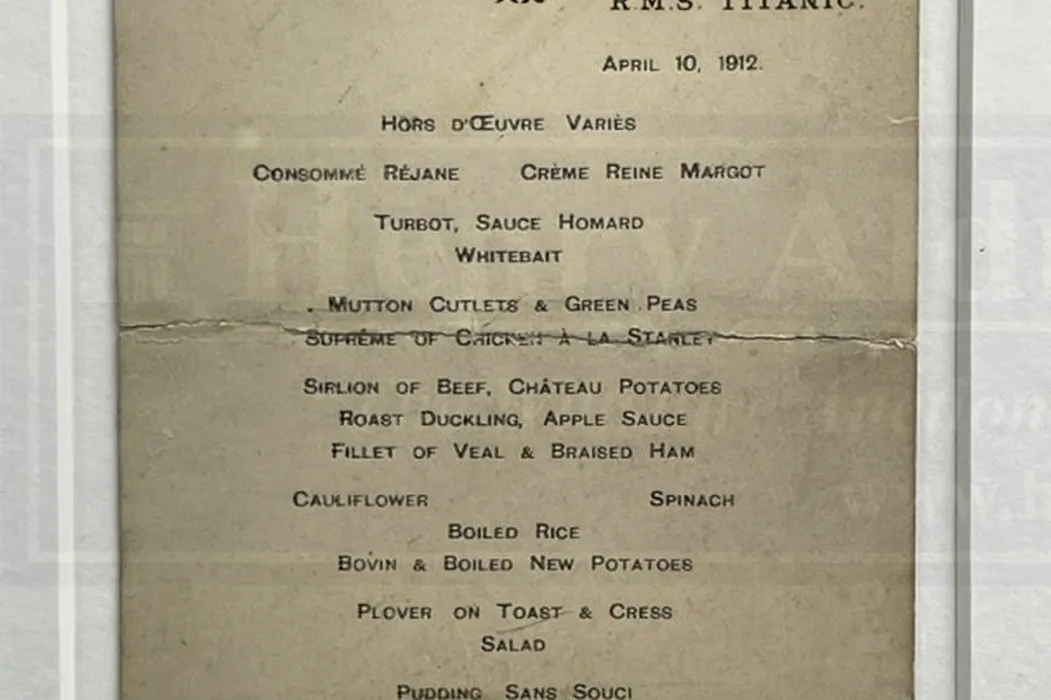 R.M.S. TITANIC.
APRIL 10, 1912.
HORS D'ŒUVRE VARIÈS
CONSOMMÉ RÉJANE CRÈME REINE MARGOT
TURBOT, SAUCE HOMARD
WHITEBAIT
MUTTON CUTLETS & GREEN PEAS
SUPRÊME OF CHICKEN À LA STANLEY
SIRLION OF BEEF, CHÂTEAU POTATOES
ROAST DUCKLING, APPLE SAUCE
FILLET OF VEAL & BRAISED HAM
CAULIFLOWER SPINACH
BOILED RICE
BOVIN & BOILED NEW POTATOES
PLOVER ON TOAST & CRESS
SALAD
PUDDING SANS SOUCI